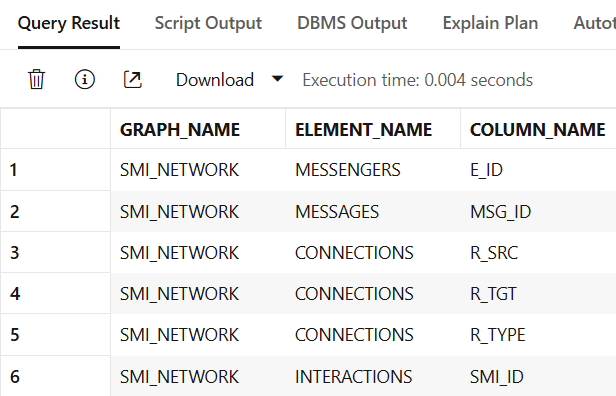 Query Result Script Output DBMS Output Explain Plan Autot
Download Execution time: 0.004 seconds
GRAPH_NAME ELEMENT_NAME COLUMN_NAME
1 SMI_NETWORK MESSENGERS E_ID
2 SMI_NETWORK MESSAGES MSG_ID
3 SMI_NETWORK CONNECTIONS R_SRC
4 SMI_NETWORK CONNECTIONS R_TGT
5 SMI_NETWORK CONNECTIONS R_TYPE
6 SMI_NETWORK INTERACTIONS SMI_ID